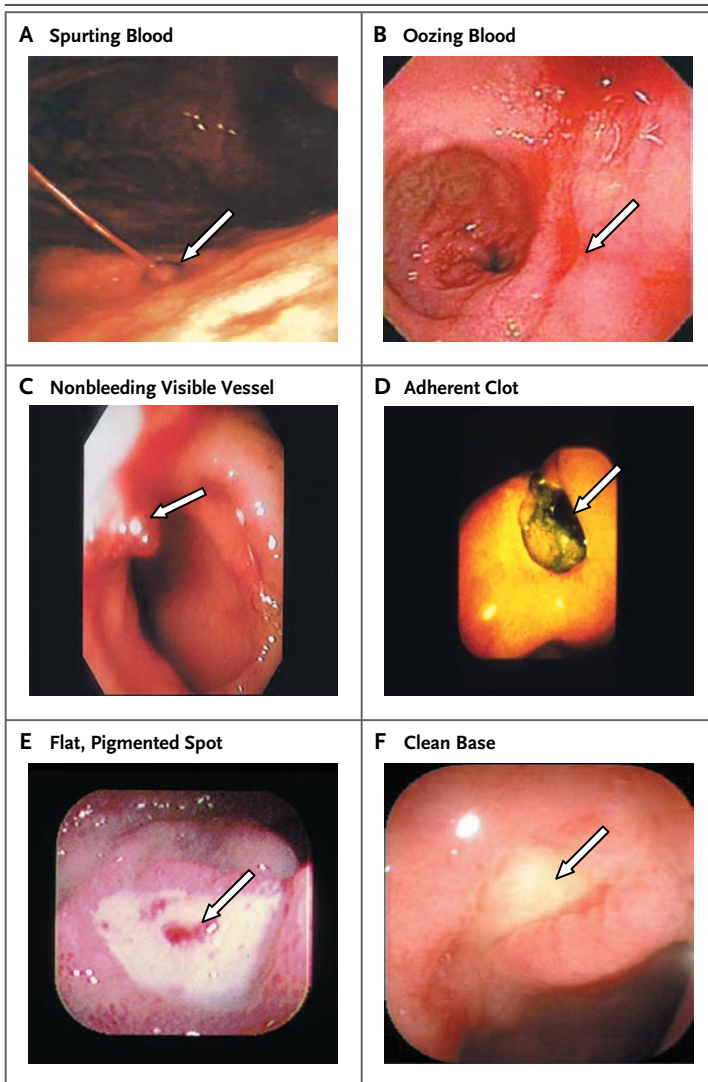 A Spurting Blood
B Oozing Blood
C Nonbleeding Visible Vessel
D Adherent Clot
E Flat, Pigmented Spot
F Clean Base